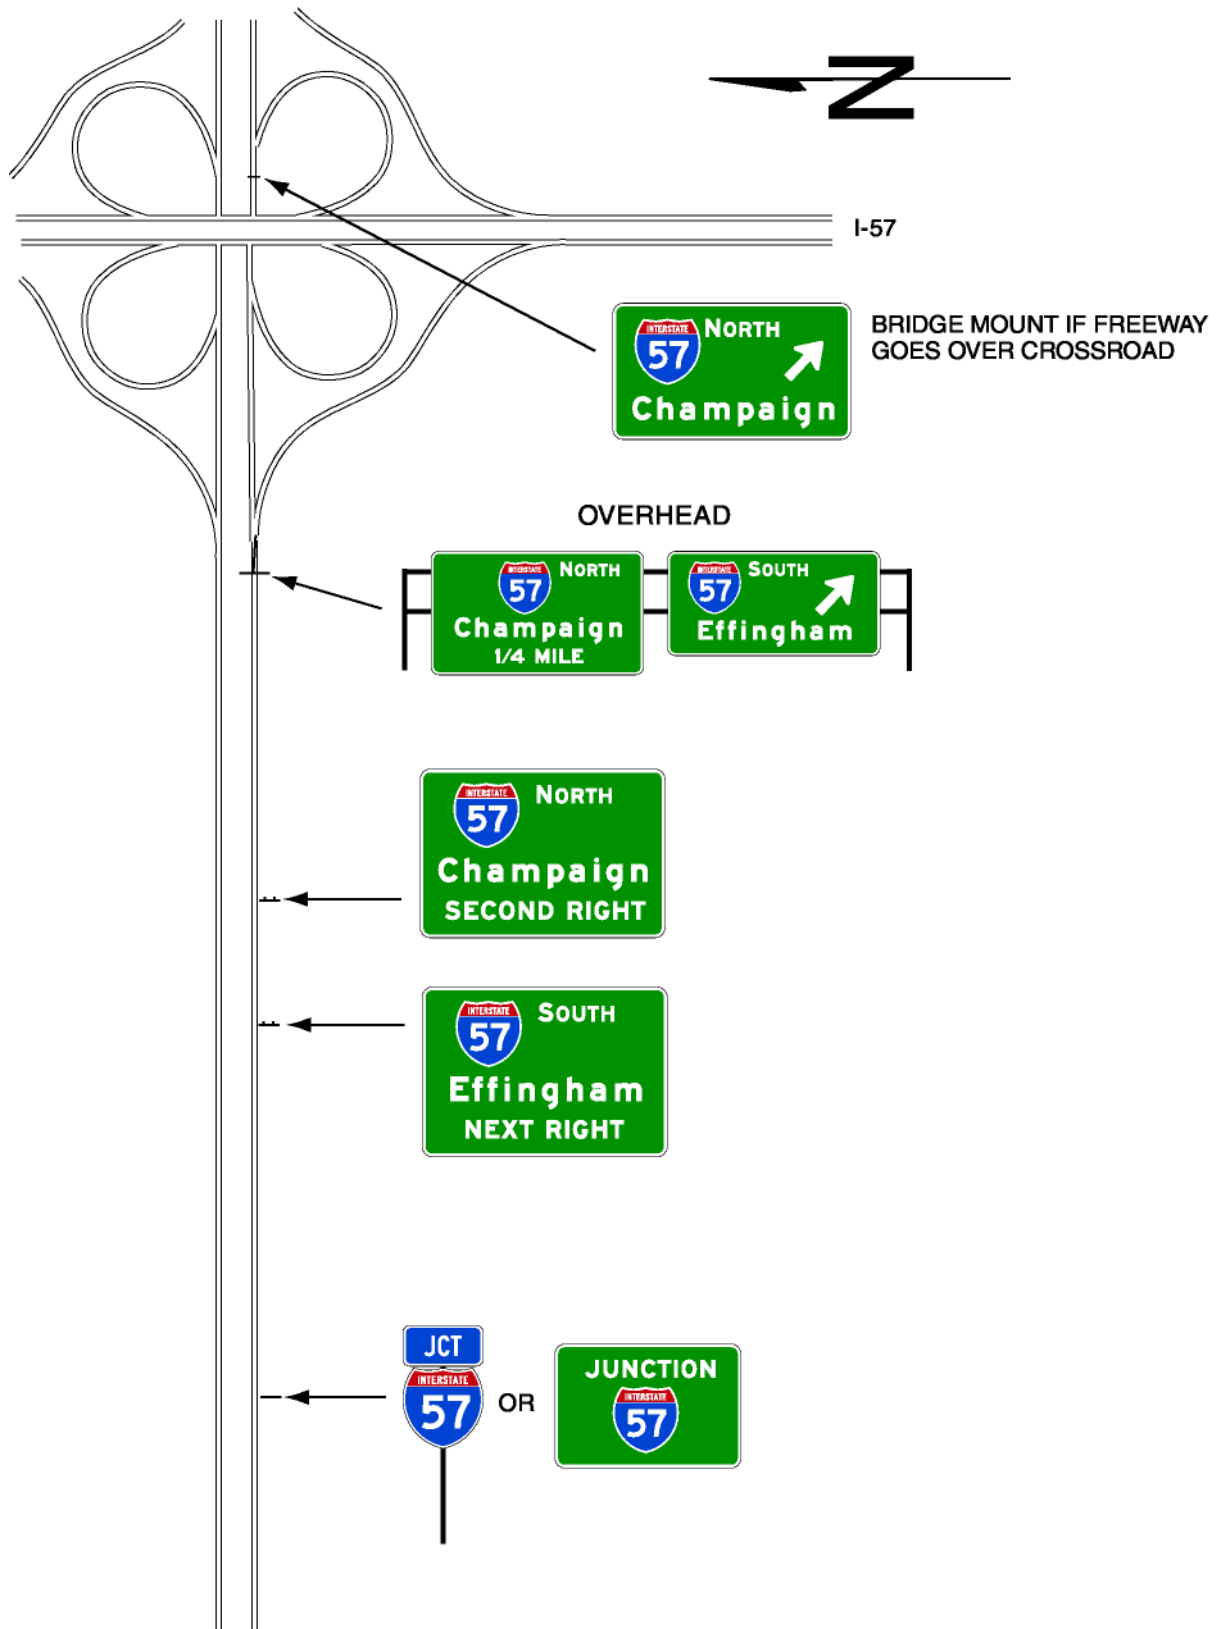 N
I-57
INTERSTATE
57
NORTH
Champaign
BRIDGE MOUNT IF FREEWAY
GOES OVER CROSSROAD
OVERHEAD
INTERSTATE
57
NORTH
Champaign
1/4 MILE
INTERSTATE
57
SOUTH
Effingham
INTERSTATE
57
NORTH
Champaign
SECOND RIGHT
INTERSTATE
57
SOUTH
Effingham
NEXT RIGHT
JCT
INTERSTATE
57
OR
JUNCTION
INTERSTATE
57